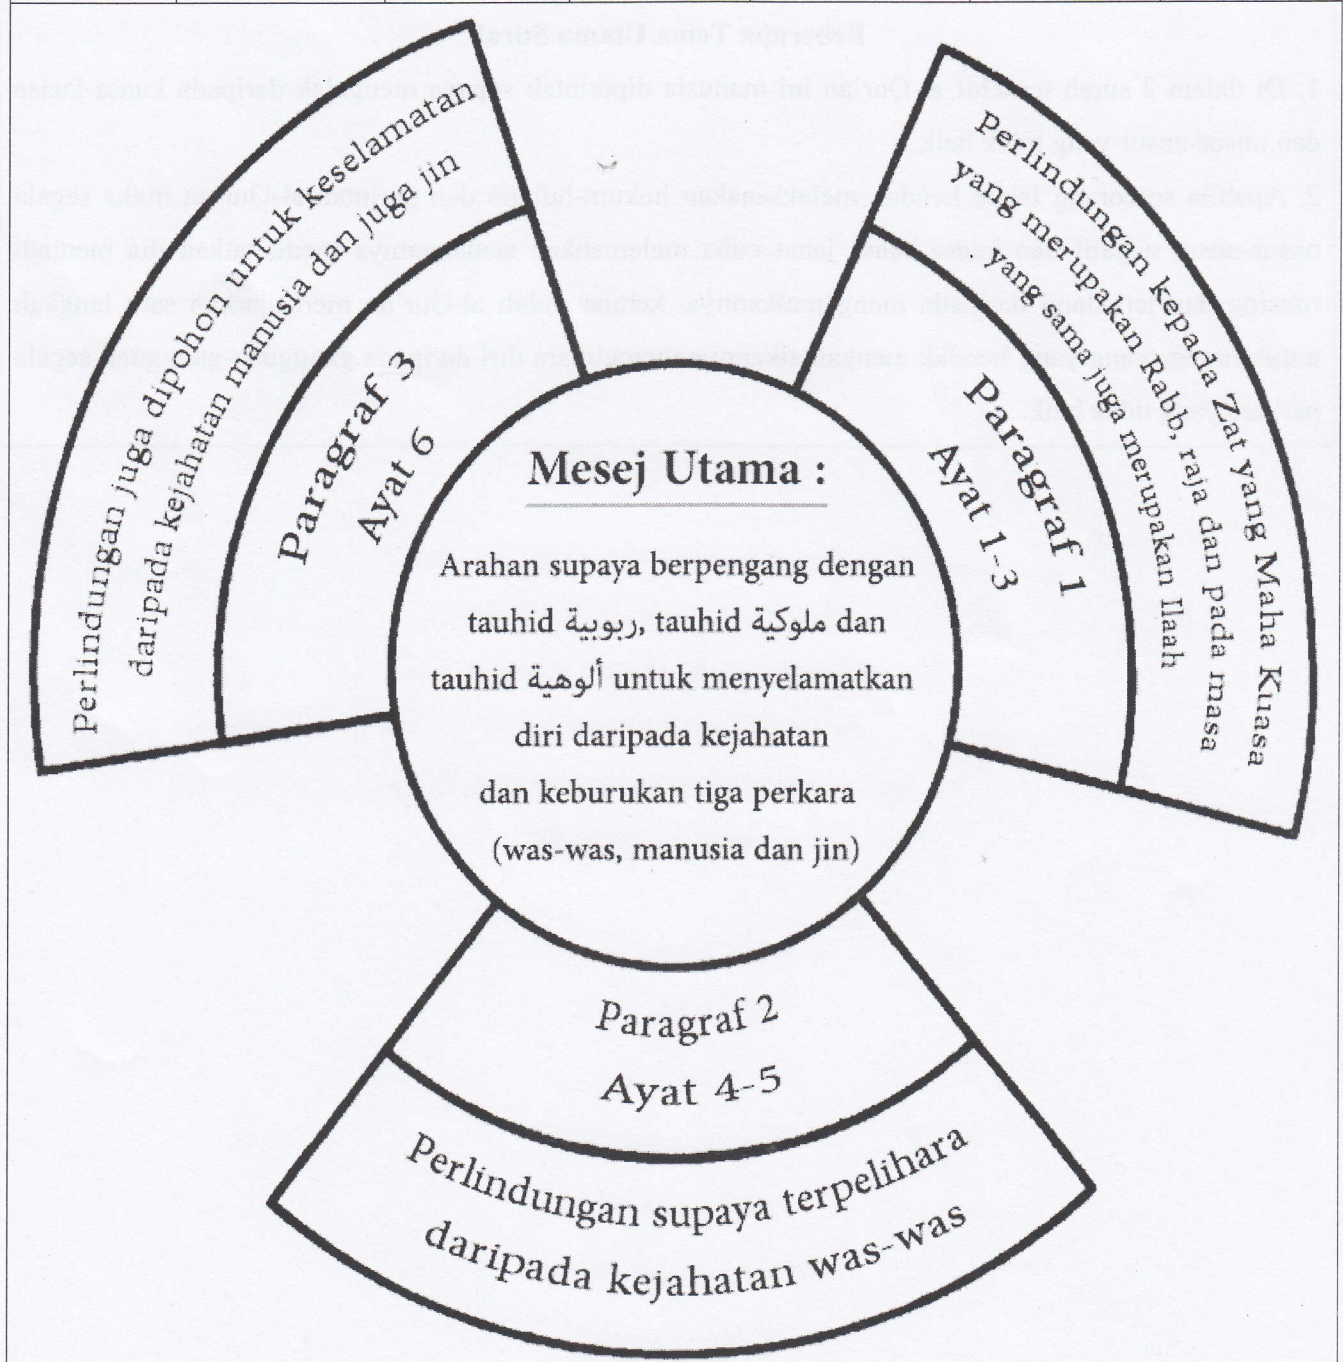 Mesej Utama :
Arahan supaya berpengang dengan
tauhid ربوبية, tauhid ملوكية dan
tauhid ألوهية untuk menyelamatkan
diri daripada kejahatan
dan keburukan tiga perkara
(was-was, manusia dan jin)
Paragraf 1
Ayat 1-3
perlindungan kepada Zat yang Maha Kuasa
yang merupakan Rabb, raja dan pada masa
yang sama juga merupakan Ilaah
Paragraf 2
Ayat 4-5
Perlindungan supaya terpelihara
daripada kejahatan was-was
Paragraf 3
Ayat 6
Perlindungan juga dipohon untuk keselamatan
daripada kejahatan manusia dan juga jin